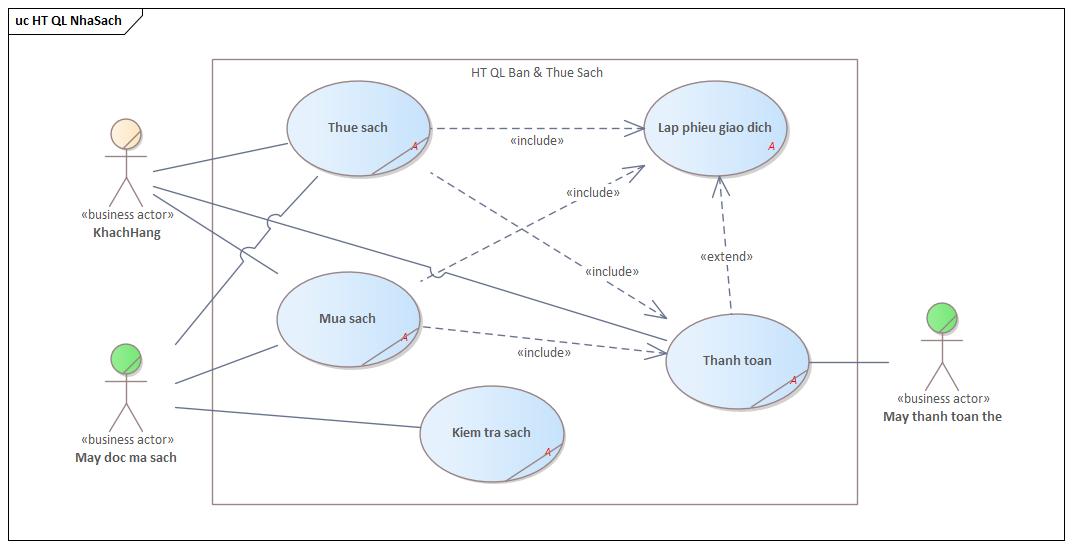 uc HT QL NhaSach
HT QL Ban & Thue Sach
Thue sach
A
«include»
Lap phieu giao dich
A
«business actor»
KhachHang
«include»
«extend»
«include»
Mua sach
A
«include»
Thanh toan
A
«business actor»
May thanh toan the
«business actor»
May doc ma sach
Kiem tra sach
A